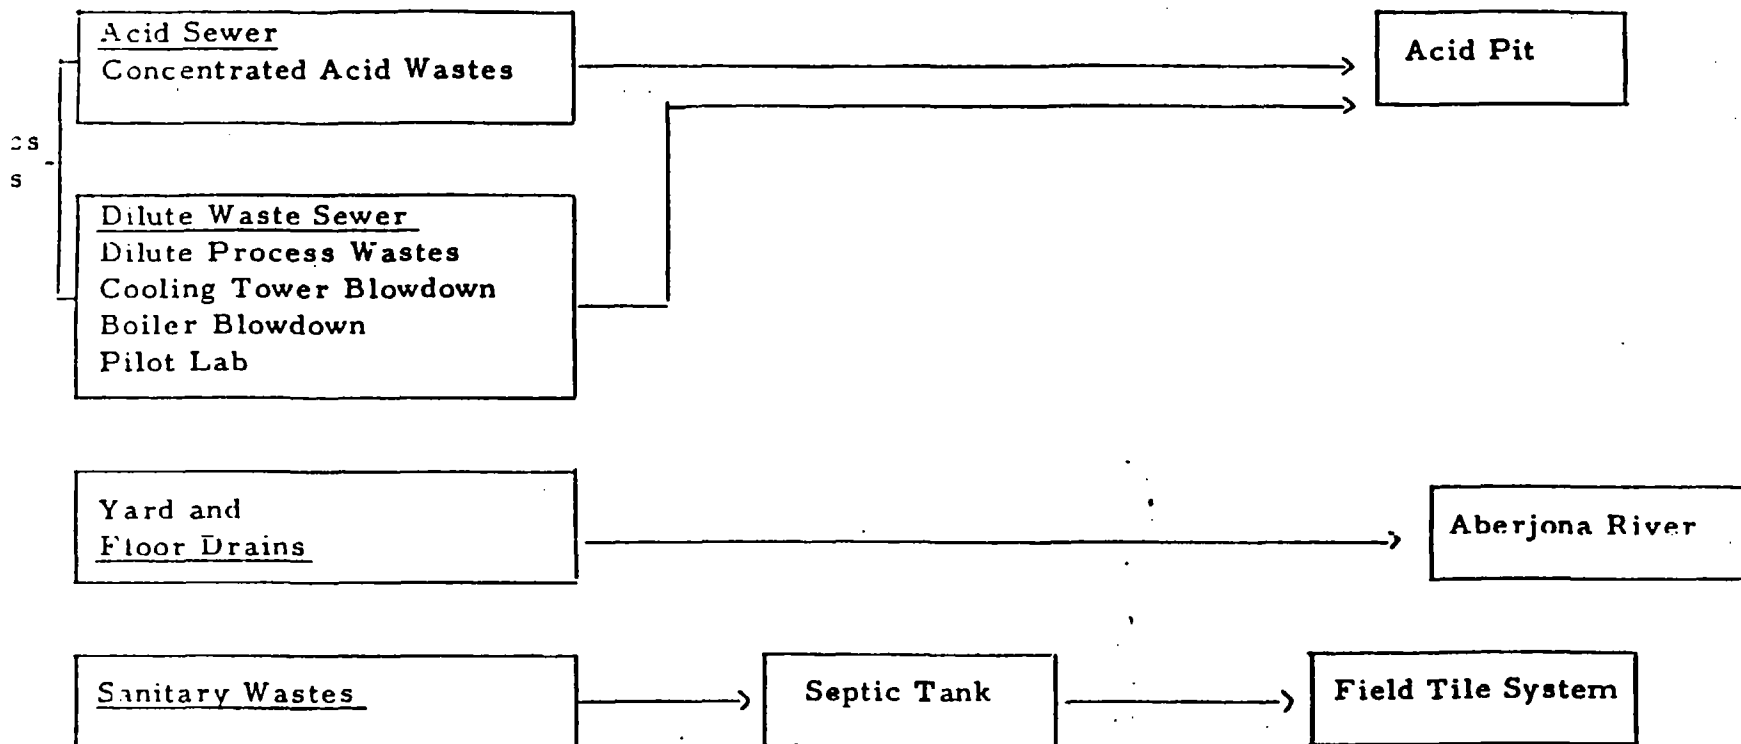 Acid Sewer
Concentrated Acid Wastes
Acid Pit
Dilute Waste Sewer
Dilute Process Wastes
Cooling Tower Blowdown
Boiler Blowdown
Pilot Lab
Yard and
Floor Drains
Aberjona River
Sanitary Wastes
Septic Tank
Field Tile System